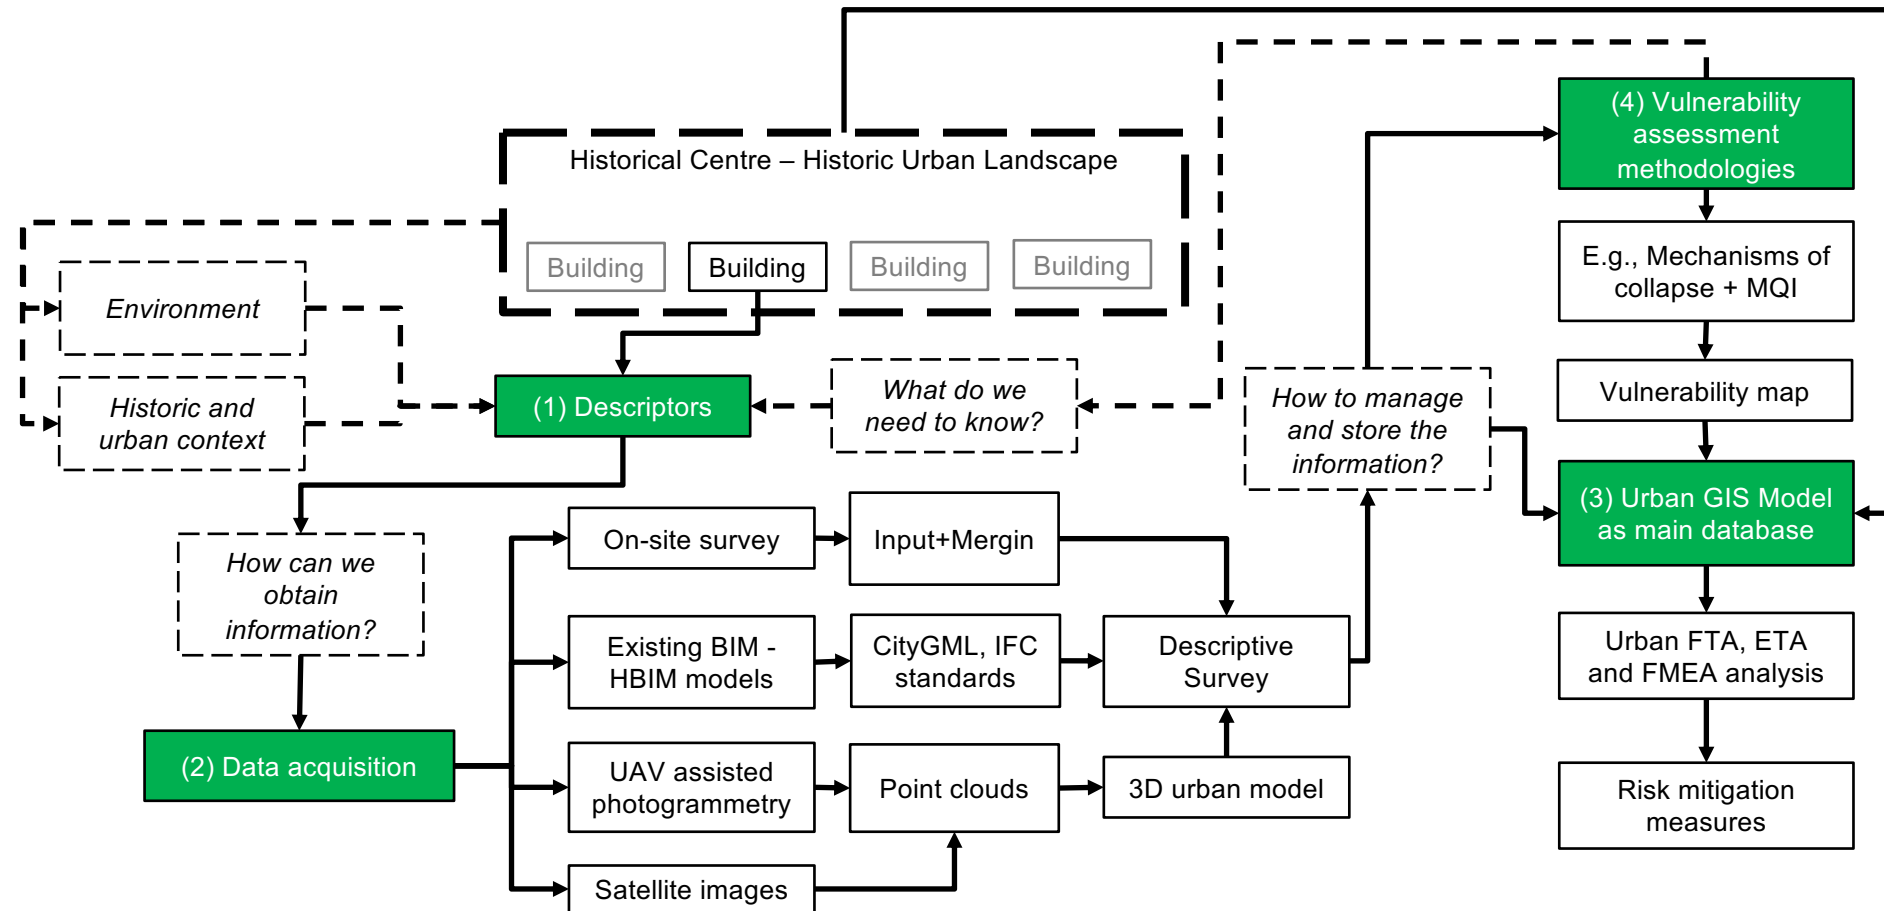 Historical Centre – Historic Urban Landscape
Building
Building
Building
Building
Environment
Historic and
urban context
(1) Descriptors
What do we
need to know?
How can we
obtain
information?
(2) Data acquisition
On-site survey
Input+Mergin
Existing BIM -
HBIM models
CityGML, IFC
standards
Descriptive
Survey
UAV assisted
photogrammetry
Point clouds
3D urban model
Satellite images
How to manage
and store the
information?
(4) Vulnerability
assessment
methodologies
E.g., Mechanisms of
collapse + MQI
Vulnerability map
(3) Urban GIS Model
as main database
Urban FTA, ETA
and FMEA analysis
Risk mitigation
measures